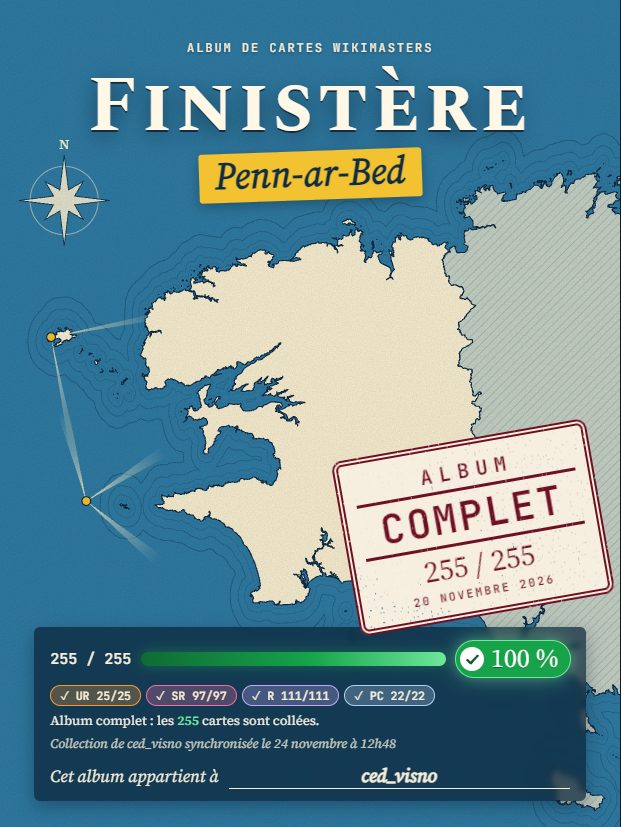 ALBUM DE CARTES WIKIMASTERS
FINISTÈRE
Penn-ar-Bed
N
ALBUM
COMPLET
255 / 255
20 NOVEMBRE 2026
255 / 255
100 %
✓ UR 25/25 ✓ SR 97/97 ✓ R 111/111 ✓ PC 22/22
Album complet : les 255 cartes sont collées.
Collection de ced_visno synchronisée le 24 novembre à 12h48
Cet album appartient à ced_visno